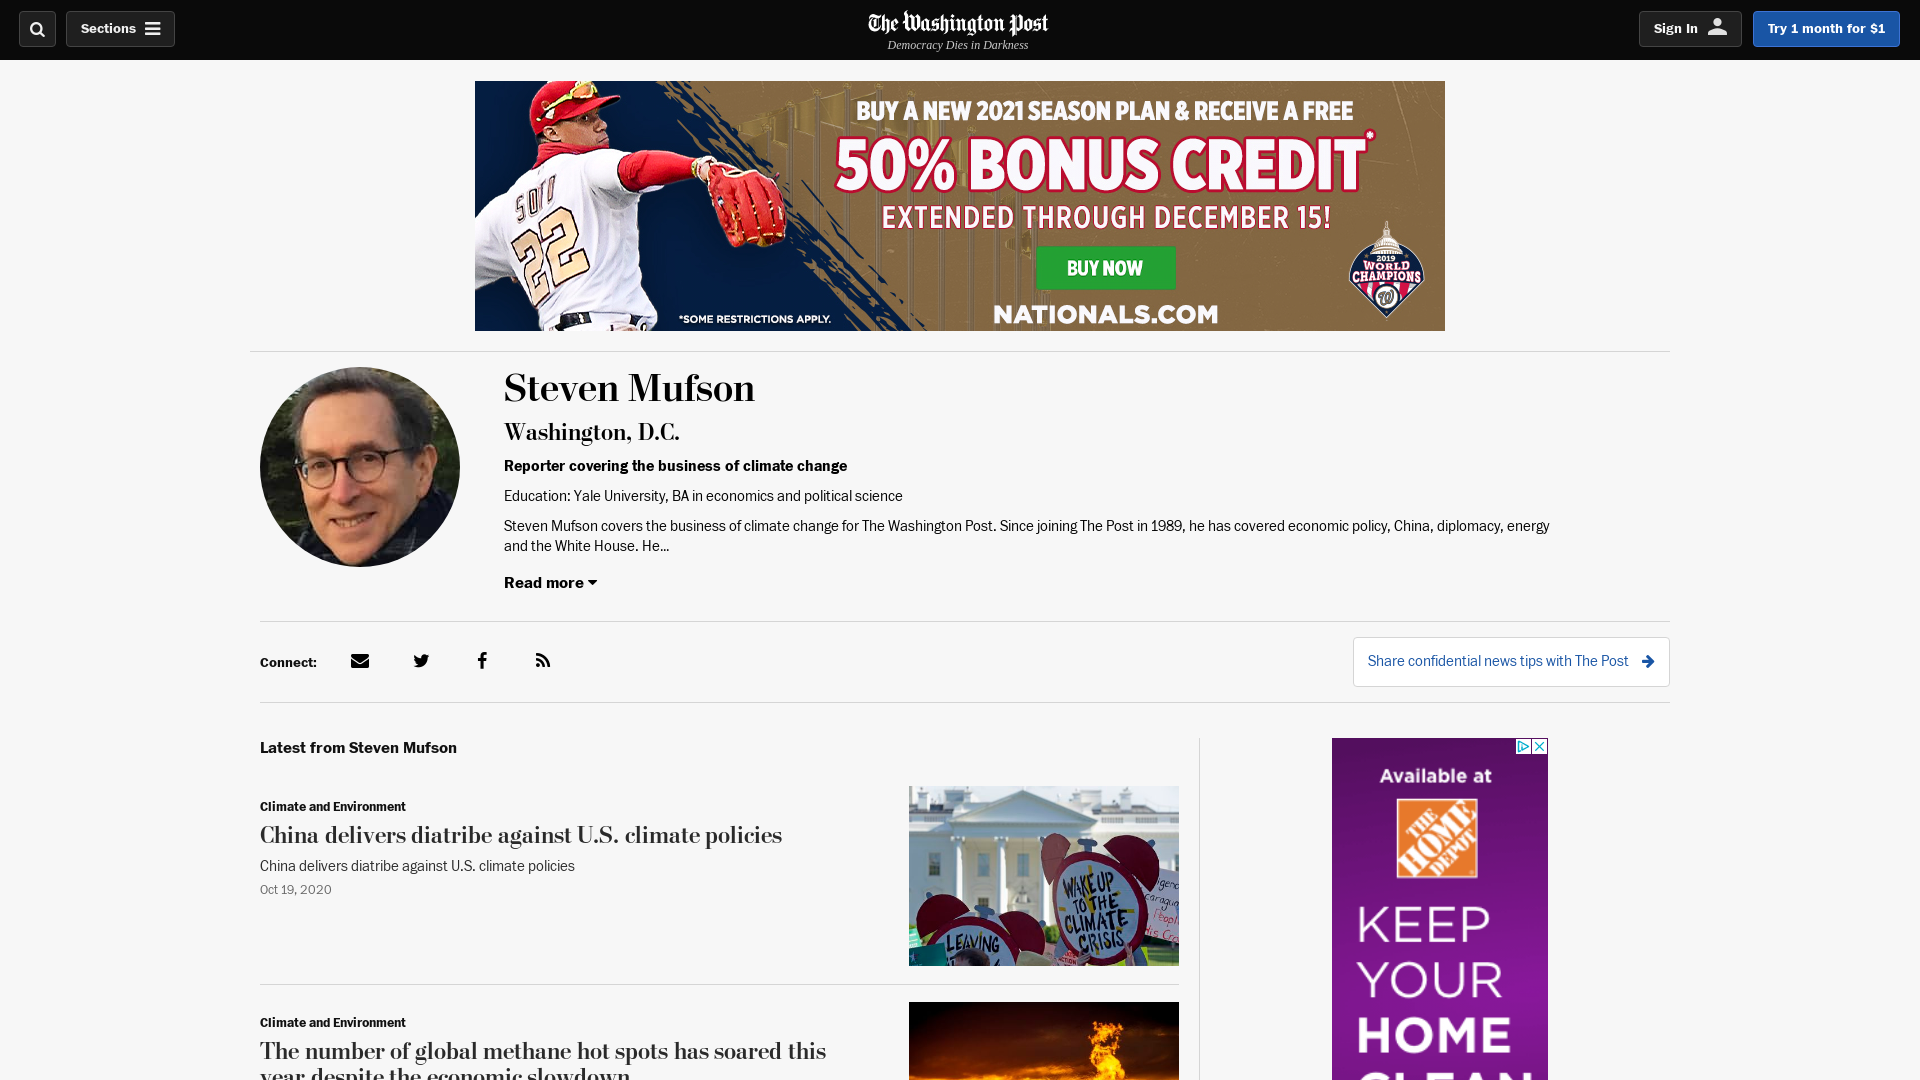 Sections
The Washington Post
Democracy Dies in Darkness
Sign In
Try 1 month for $1
BUY A NEW 2021 SEASON PLAN & RECEIVE A FREE
50% BONUS CREDIT*
EXTENDED THROUGH DECEMBER 15!
BUY NOW
NATIONALS.COM
*SOME RESTRICTIONS APPLY.
SOTO
22
2019
WORLD
CHAMPIONS
W
Steven Mufson
Washington, D.C.
Reporter covering the business of climate change
Education: Yale University, BA in economics and political science
Steven Mufson covers the business of climate change for The Washington Post. Since joining The Post in 1989, he has covered economic policy, China, diplomacy, energy
and the White House. He...
Read more
Connect:
Share confidential news tips with The Post
Latest from Steven Mufson
Climate and Environment
China delivers diatribe against U.S. climate policies
China delivers diatribe against U.S. climate policies
Oct 19, 2020
WAKE UP
TO THE
CLIMATE
CRISIS
LEAVING
Climate and Environment
The number of global methane hot spots has soared this
year despite the economic slowdown
Available at
THE
HOME
DEPOT
KEEP
YOUR
HOME
CLEAN